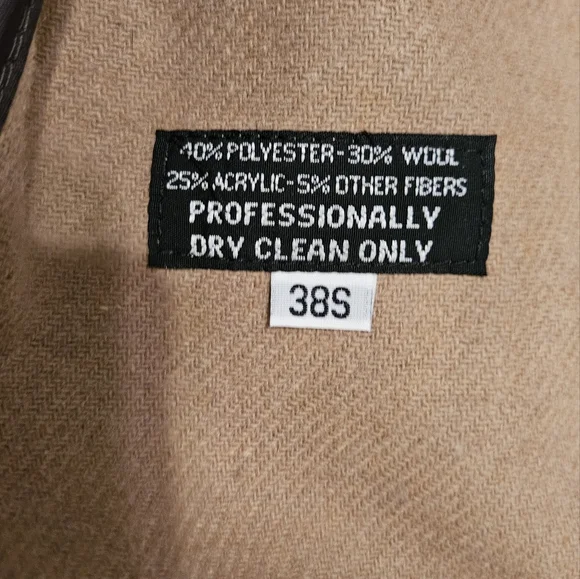 40% POLYESTER-30% WOOL
25% ACRYLIC-5% OTHER FIBERS
PROFESSIONALLY
DRY CLEAN ONLY
38S